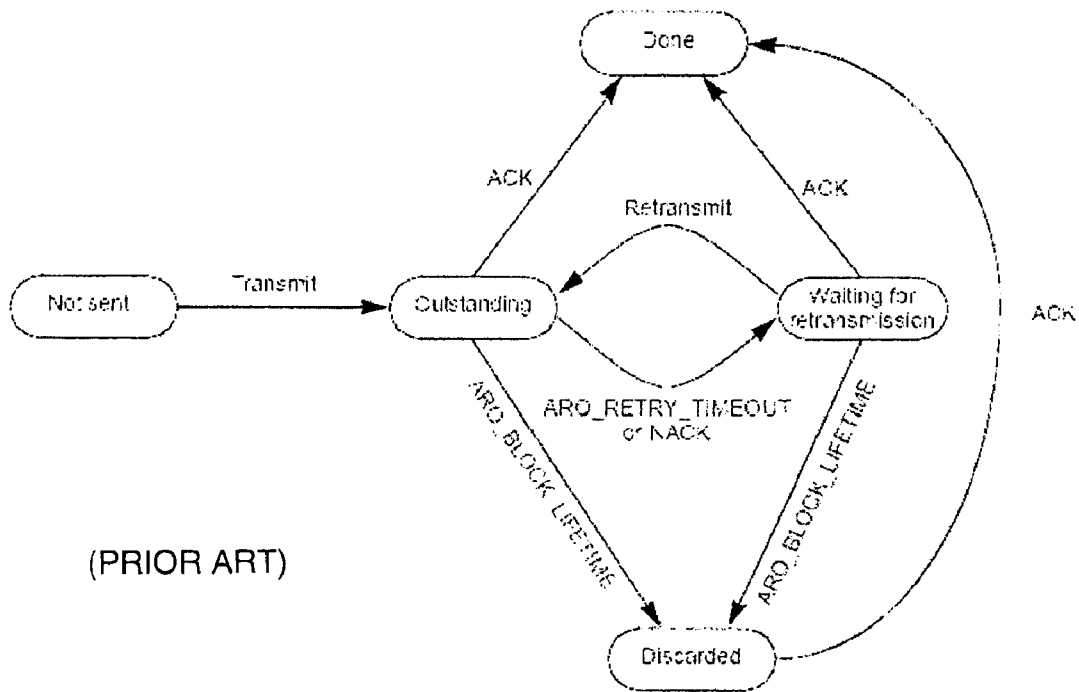 Done
ACK
ACK
Retransmit
Not sent
Transmit
Outstanding
Waiting for
retransmission
ACK
ARQ_RETRY_TIMEOUT
or NACK
ARQ_BLOCK_LIFETIME
ARQ_BLOCK_LIFETIME
(PRIOR ART)
Discarded